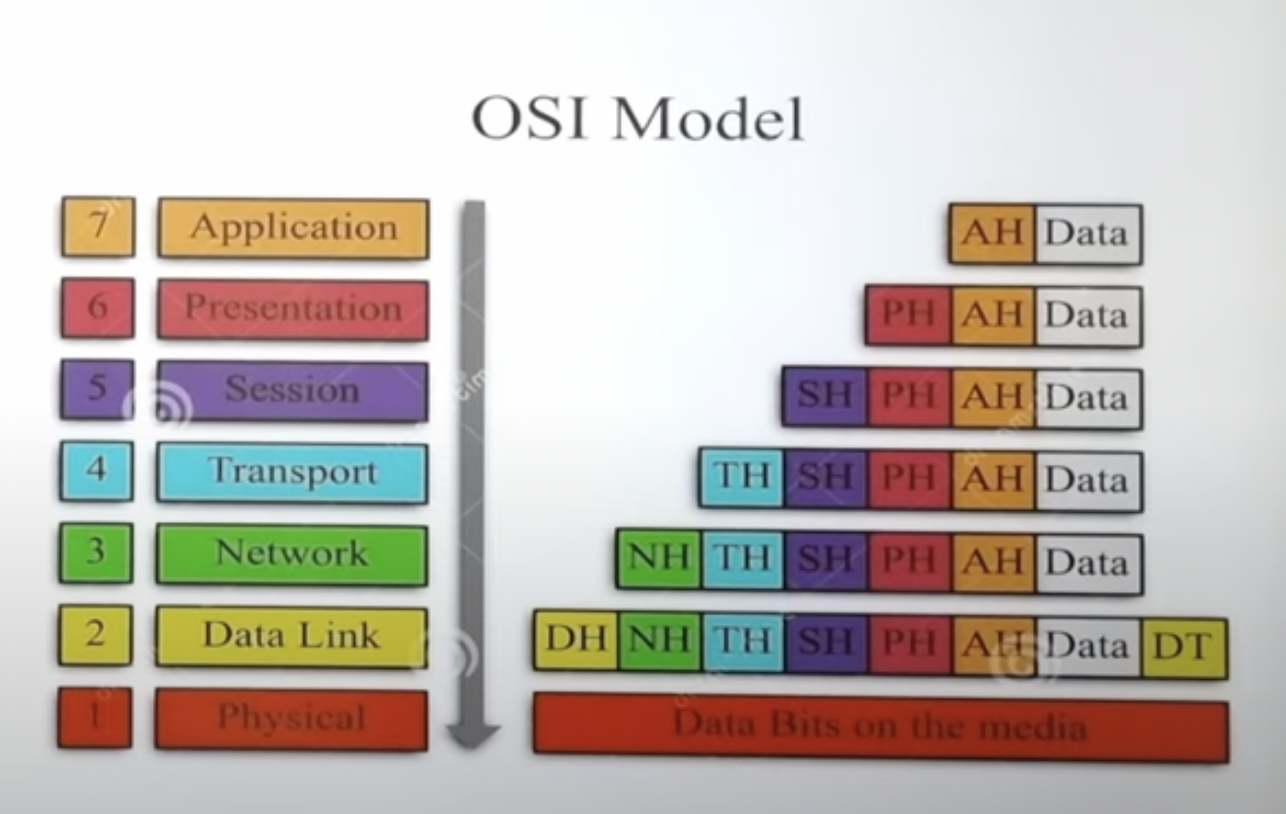 OSI Model
7 Application AH Data
6 Presentation PH AH Data
5 Session SH PH AH Data
4 Transport TH SH PH AH Data
3 Network NH TH SH PH AH Data
2 Data Link DH NH TH SH PH AH Data DT
1 Physical Data Bits on the media